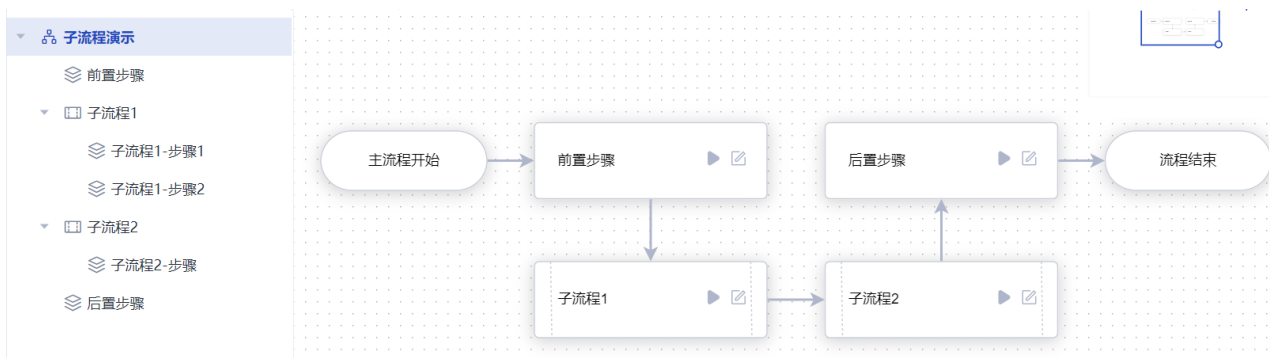 子流程演示
前置步骤
子流程1
子流程1-步骤1
子流程1-步骤2
子流程2
子流程2-步骤
后置步骤
主流程开始
前置步骤
后置步骤
流程结束
子流程1
子流程2